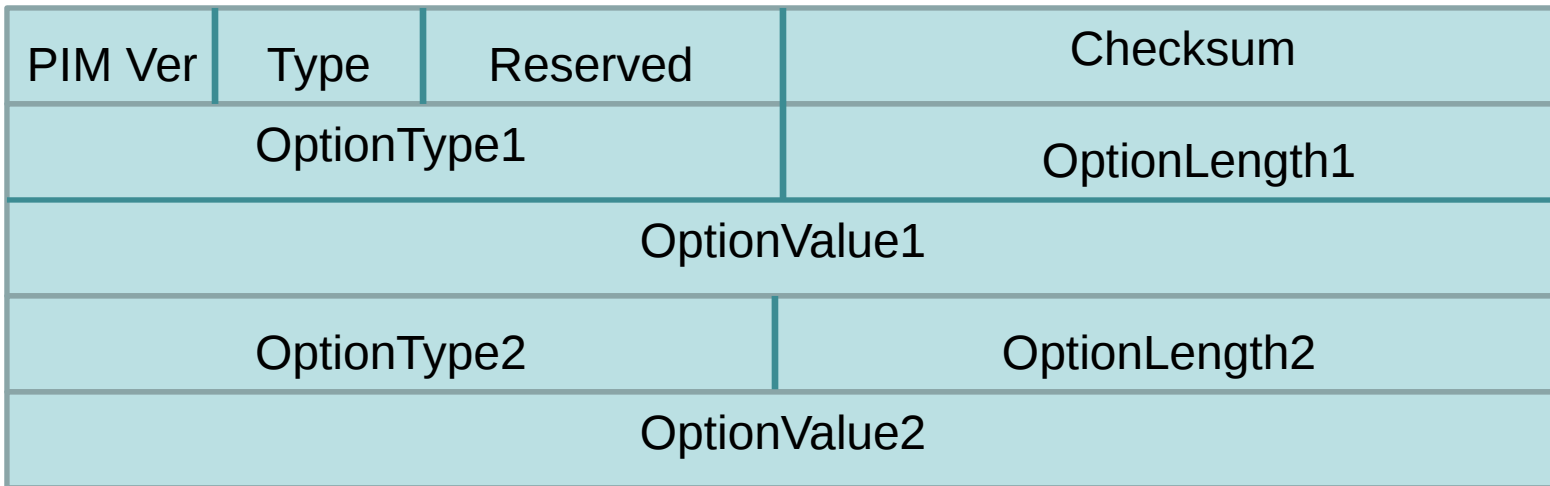 PIM Ver Type Reserved Checksum
OptionType1 OptionLength1
OptionValue1
OptionType2 OptionLength2
OptionValue2